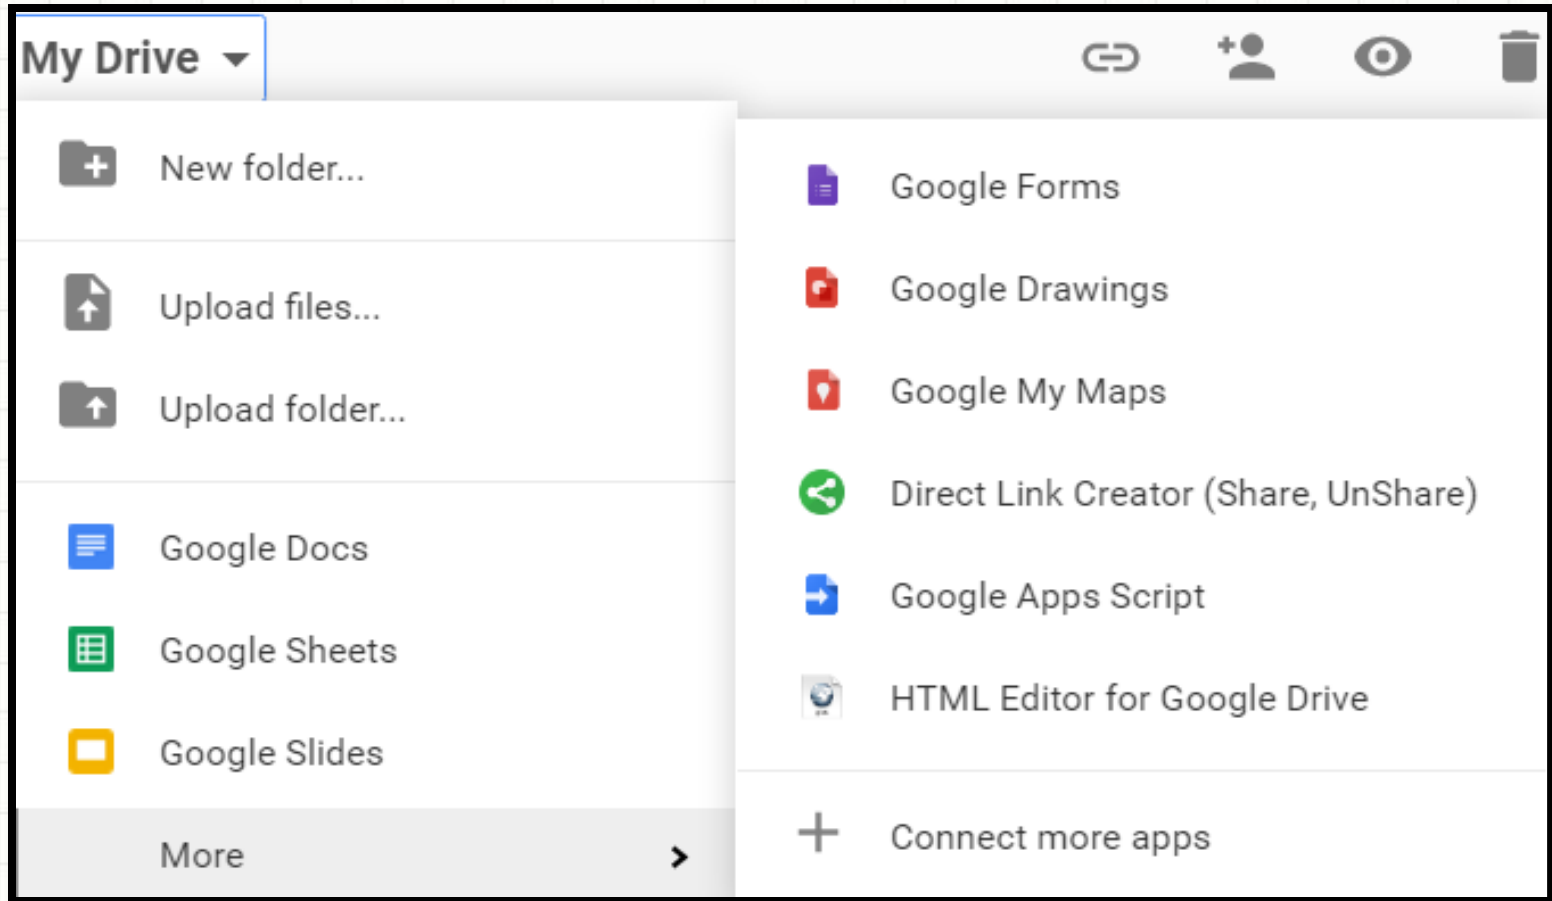 My Drive
New folder...
Upload files...
Upload folder...
Google Docs
Google Sheets
Google Slides
More
Google Forms
Google Drawings
Google My Maps
Direct Link Creator (Share, UnShare)
Google Apps Script
HTML Editor for Google Drive
Connect more apps